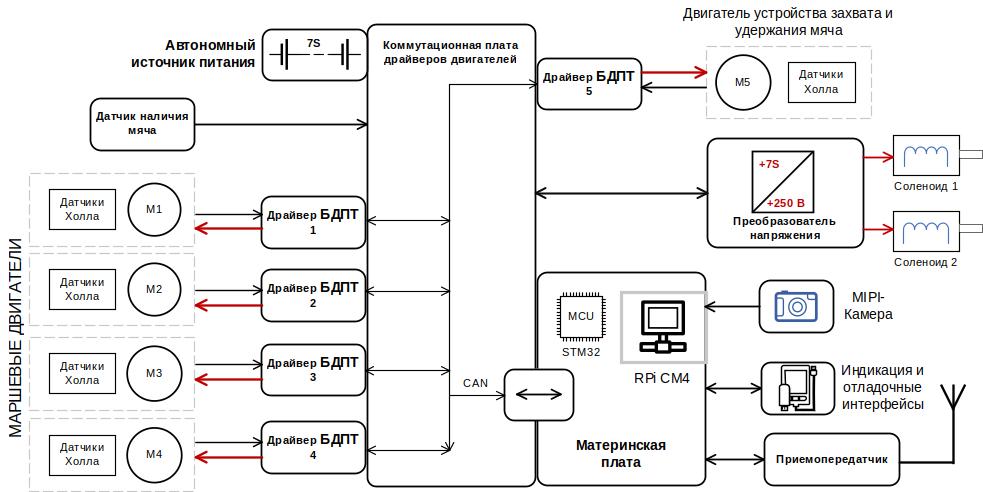 Автономный
источник питания
7S
Коммутационная плата
драйверов двигателей
Двигатель устройства захвата и
удержания мяча
Драйвер БДПТ
5
M5
Датчики
Холла
Датчик наличия
мяча
МАРШЕВЫЕ ДВИГАТЕЛИ
Датчики
Холла
M1
Драйвер БДПТ
1
Датчики
Холла
M2
Драйвер БДПТ
2
Датчики
Холла
M3
Драйвер БДПТ
3
Датчики
Холла
M4
Драйвер БДПТ
4
CAN
+7S
+250 В
Преобразователь
напряжения
Соленоид 1
Соленоид 2
MCU
STM32
RPi CM4
Материнская
плата
MIPI-
Камера
Индикация и
отладочные
интерфейсы
Приемопередатчик